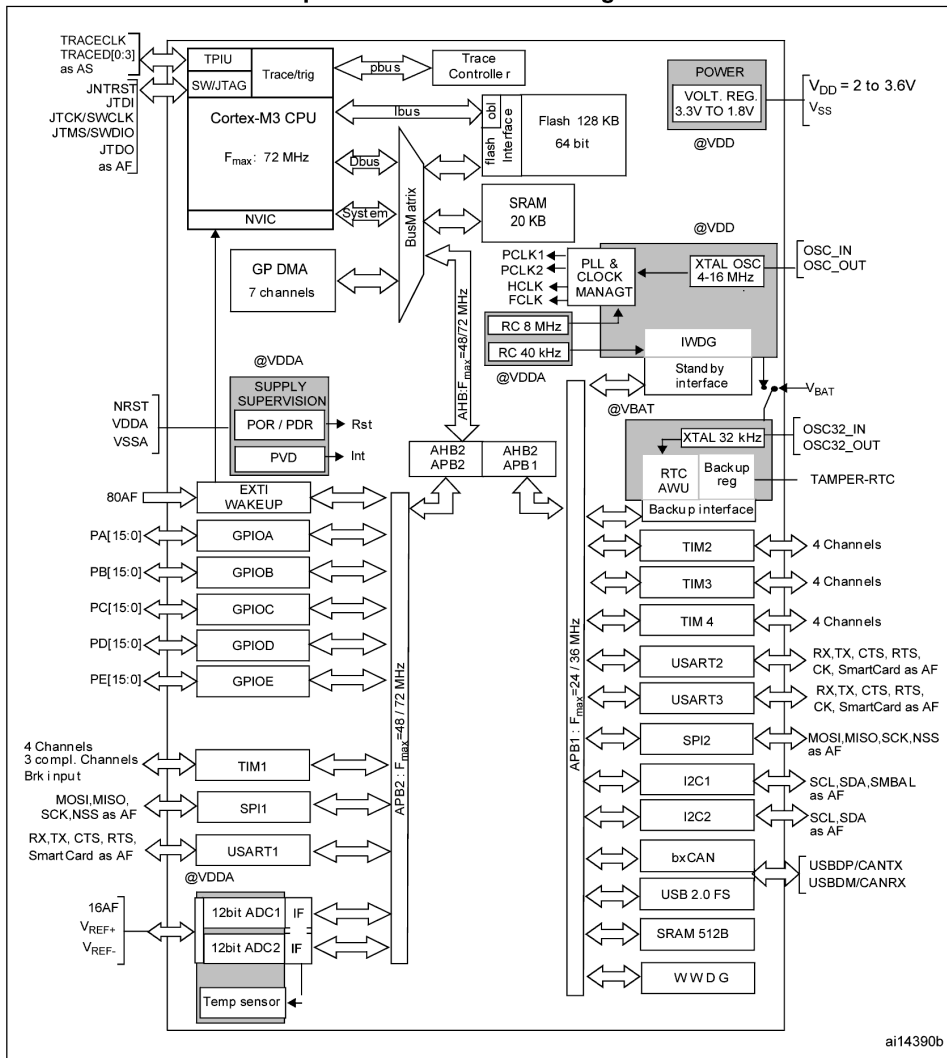 TRACECLK
TRACED[0:3]
as AS
JNTRST
JTDI
JTCK/SWCLK
JTMS/SWDIO
JTDO
as AF
TPIU
SW/JTAG
Trace/trig
Cortex-M3 CPU
Fmax: 72 MHz
NVIC
pbus
Trace
Controller
Ibus
Dbus
System
BusMatrix
flash
obl
Interface
Flash 128 KB
64 bit
SRAM
20 KB
GP DMA
7 channels
POWER
VOLT. REG.
3.3V TO 1.8V
@VDD
VDD = 2 to 3.6V
VSS
@VDD
PCLK1
PCLK2
HCLK
FCLK
PLL &
CLOCK
MANAGT
XTAL OSC
4-16 MHz
OSC_IN
OSC_OUT
RC 8 MHz
RC 40 kHz
@VDDA
IWDG
Standby
interface
@VBAT
VBAT
XTAL 32 kHz
OSC32_IN
OSC32_OUT
RTC
AWU
Backup
reg
TAMPER-RTC
Backup interface
AHB:Fmax=48/72 MHz
@VDDA
SUPPLY
SUPERVISION
NRST
VDDA
VSSA
POR / PDR
Rst
PVD
Int
AHB2
APB2
AHB2
APB1
80AF
EXTI
WAKEUP
PA[15:0]
GPIOA
PB[15:0]
GPIOB
PC[15:0]
GPIOC
PD[15:0]
GPIOD
PE[15:0]
GPIOE
4 Channels
3 compl. Channels
Brk input
TIM1
MOSI,MISO,
SCK,NSS as AF
SPI1
RX,TX, CTS, RTS,
SmartCard as AF
USART1
@VDDA
16AF
VREF+
VREF-
12bit ADC1
IF
12bit ADC2
IF
Temp sensor
APB2 : Fmax=48 / 72 MHz
APB1 : Fmax=24 / 36 MHz
TIM2
4 Channels
TIM3
4 Channels
TIM 4
4 Channels
USART2
RX,TX, CTS, RTS,
CK, SmartCard as AF
USART3
RX,TX, CTS, RTS,
CK, SmartCard as AF
SPI2
MOSI,MISO,SCK,NSS
as AF
I2C1
SCL,SDA,SMBAL
as AF
I2C2
SCL,SDA
as AF
bxCAN
USB 2.0 FS
USBDP/CANTX
USBDM/CANRX
SRAM 512B
WWDG
ai14390b